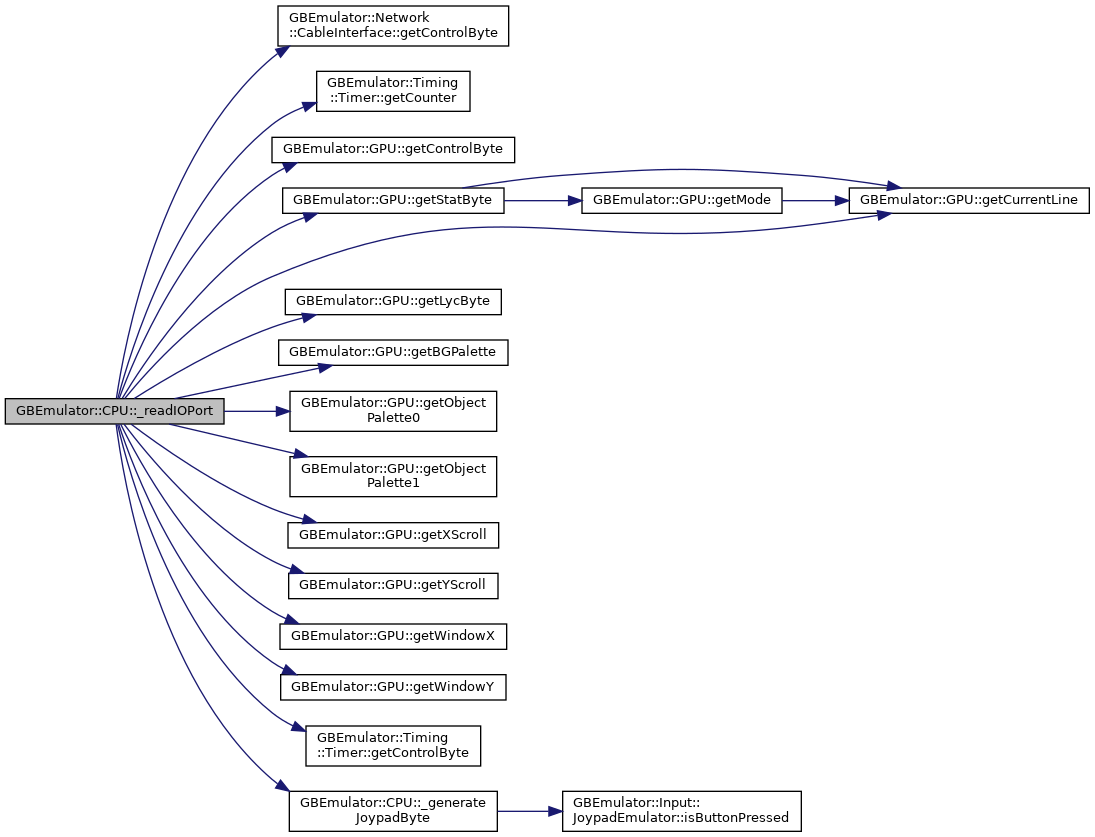 GBEmulator::Network
::CableInterface::getControlByte
GBEmulator::Timing
::Timer::getCounter
GBEmulator::GPU::getControlByte
GBEmulator::GPU::getStatByte
GBEmulator::GPU::getMode
GBEmulator::GPU::getCurrentLine
GBEmulator::GPU::getLycByte
GBEmulator::GPU::getBGPalette
GBEmulator::CPU::_readIOPort
GBEmulator::GPU::getObject
Palette0
GBEmulator::GPU::getObject
Palette1
GBEmulator::GPU::getXScroll
GBEmulator::GPU::getYScroll
GBEmulator::GPU::getWindowX
GBEmulator::GPU::getWindowY
GBEmulator::Timing
::Timer::getControlByte
GBEmulator::CPU::_generate
JoypadByte
GBEmulator::Input::
JoypadEmulator::isButtonPressed